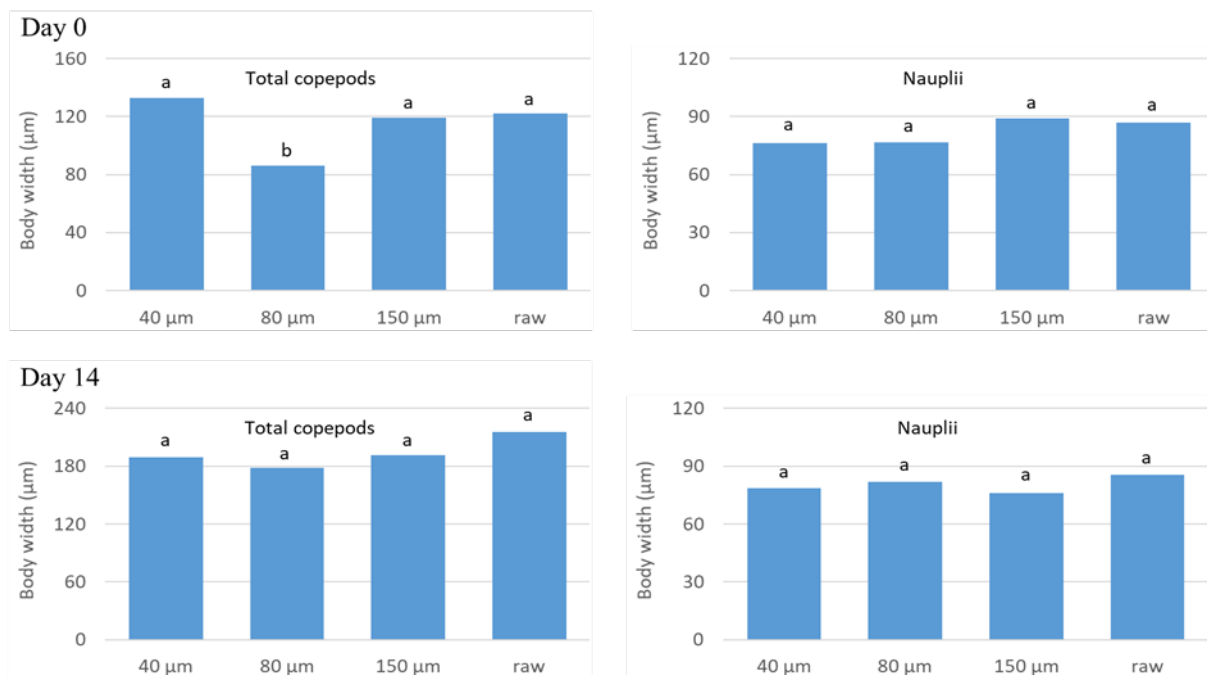 Day 0
160
120
80
40
0
Body width (µm)
Total copepods
a
b
a
a
40 µm
80 µm
150 µm
raw
120
90
60
30
0
Body width (µm)
Nauplii
a
a
a
a
40 µm
80 µm
150 µm
raw
Day 14
240
180
120
60
0
Body width (µm)
Total copepods
a
a
a
a
40 µm
80 µm
150 µm
raw
120
90
60
30
0
Body width (µm)
Nauplii
a
a
a
a
40 µm
80 µm
150 µm
raw